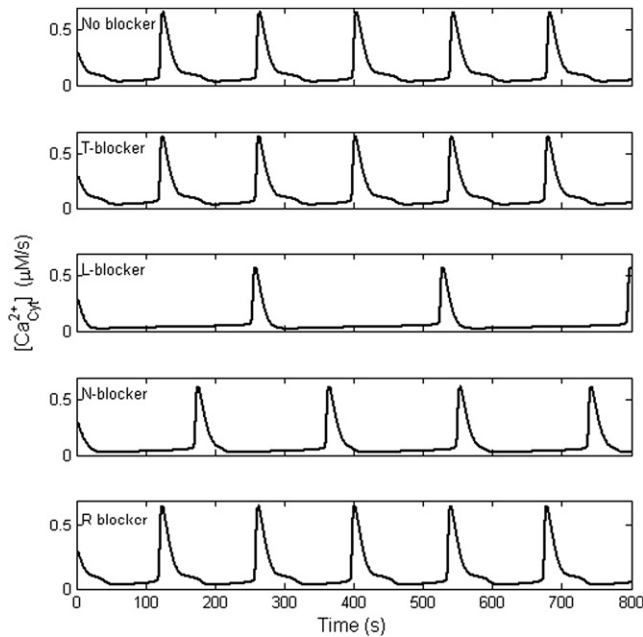 No blocker
0.5
0
T-blocker
0.5
0
[Ca2+Cyt] (μM/s)
L-blocker
0.5
0
N-blocker
0.5
0
R blocker
0.5
0
0 100 200 300 400 500 600 700 800
Time (s)